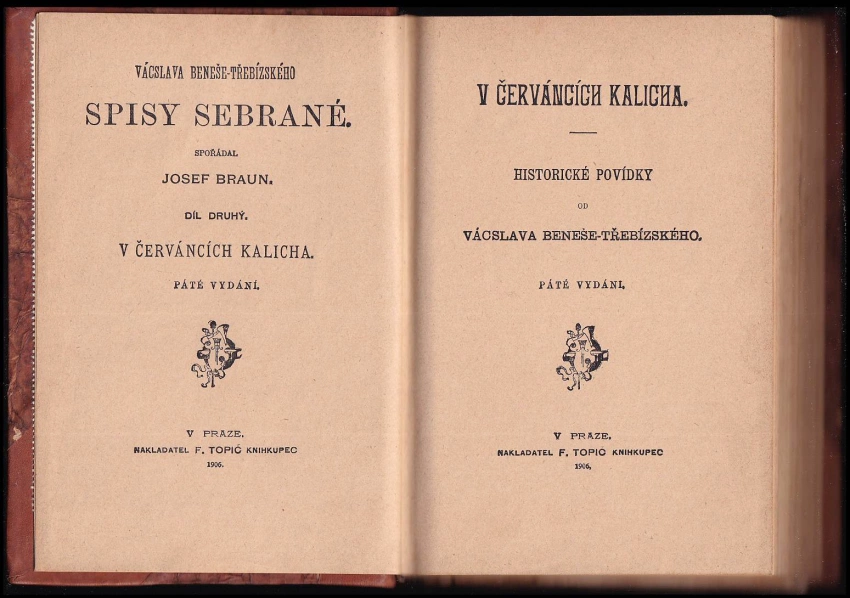 VÁCSLAVA BENEŠE-TŘEBÍZSKÉHO
SPISY SEBRANÉ.
SPOŘÁDAL
JOSEF BRAUN.
DÍL DRUHÝ.
V ČERVÁNCÍCH KALICHA.
PÁTÉ VYDÁNÍ.
V PRAZE.
NAKLADATEL F. TOPIČ KNIHKUPEC
1906.
V ČERVÁNCÍCH KALICHA.
HISTORICKÉ POVÍDKY
OD
VÁCSLAVA BENEŠE-TŘEBÍZSKÉHO.
PÁTÉ VYDÁNÍ.
V PRAZE.
NAKLADATEL F. TOPIČ KNIHKUPEC
1906.